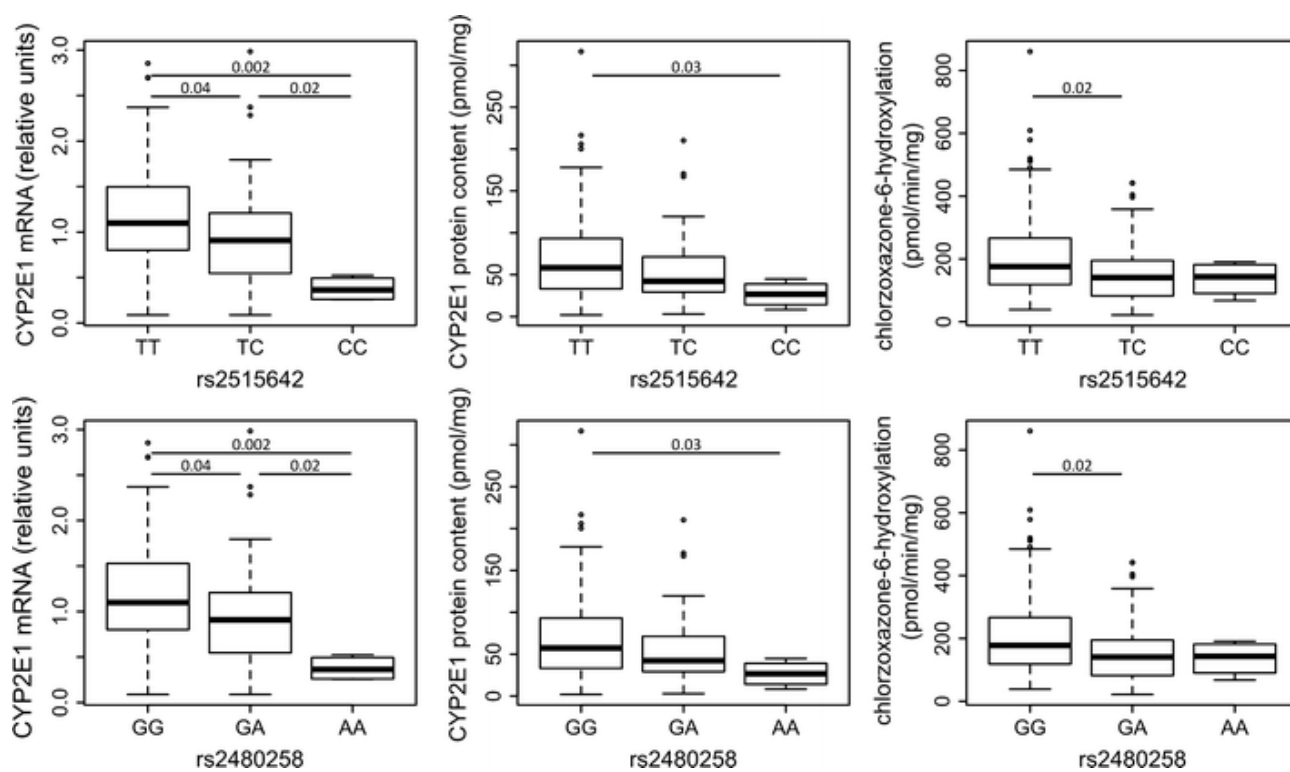 CYP2E1 mRNA (relative units)
3.0
2.0
1.0
0.0
0.002
0.04
0.02
TT
TC
CC
rs2515642
CYP2E1 protein content (pmol/mg)
250
150
50
0
0.03
TT
TC
CC
rs2515642
chlorzoxazone-6-hydroxylation
(pmol/min/mg)
800
600
400
200
0
0.02
TT
TC
CC
rs2515642
CYP2E1 mRNA (relative units)
3.0
2.0
1.0
0.0
0.002
0.04
0.02
GG
GA
AA
rs2480258
CYP2E1 protein content (pmol/mg)
250
150
50
0
0.03
GG
GA
AA
rs2480258
chlorzoxazone-6-hydroxylation
(pmol/min/mg)
800
600
400
200
0
0.02
GG
GA
AA
rs2480258